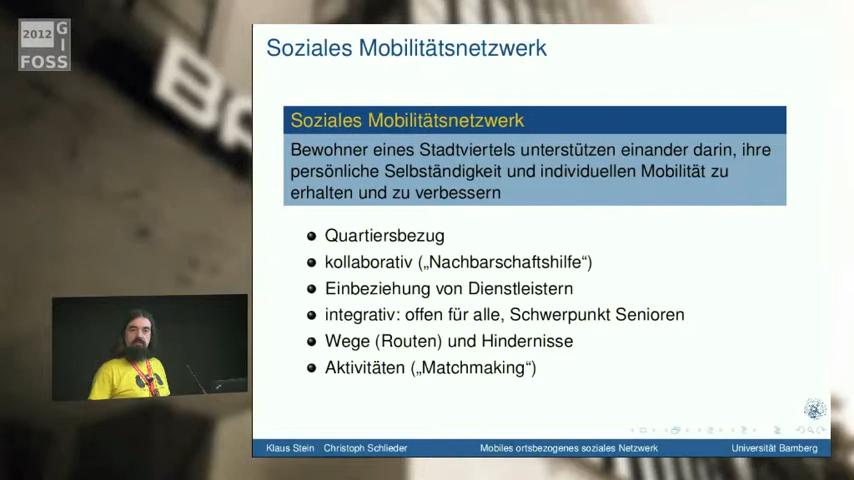 2012
GI
FOSS
BA
Soziales Mobilitätsnetzwerk
Soziales Mobilitätsnetzwerk
Bewohner eines Stadtviertels unterstützen einander darin, ihre
persönliche Selbständigkeit und individuellen Mobilität zu
erhalten und zu verbessern
Quartiersbezug
kollaborativ („Nachbarschaftshilfe“)
Einbeziehung von Dienstleistern
integrativ: offen für alle, Schwerpunkt Senioren
Wege (Routen) und Hindernisse
Aktivitäten („Matchmaking“)
Klaus Stein Christoph Schlieder Mobiles ortsbezogenes soziales Netzwerk Universität Bamberg